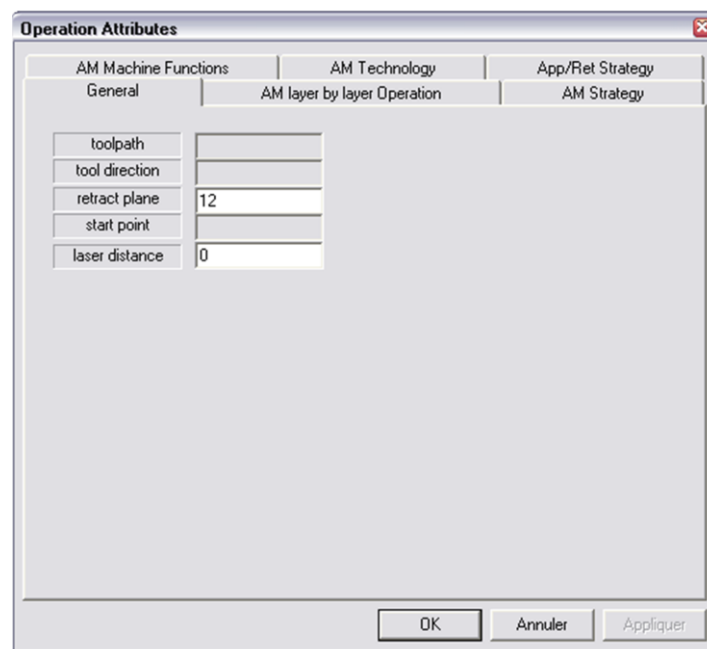 Operation Attributes
AM Machine Functions AM Technology App/Ret Strategy
General AM layer by layer Operation AM Strategy
toolpath
tool direction
retract plane 12
start point
laser distance 0
OK Annuler Appliquer